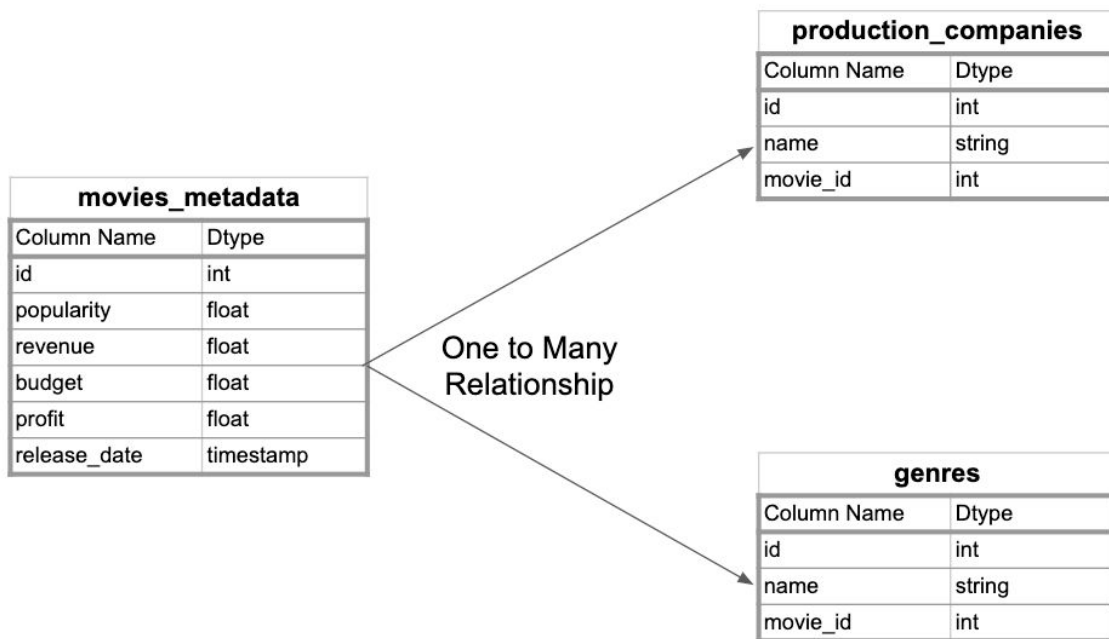 production_companies
Column Name Dtype
id int
name string
movie_id int
movies_metadata
Column Name Dtype
id int
popularity float
revenue float
budget float
profit float
release_date timestamp
One to Many
Relationship
genres
Column Name Dtype
id int
name string
movie_id int